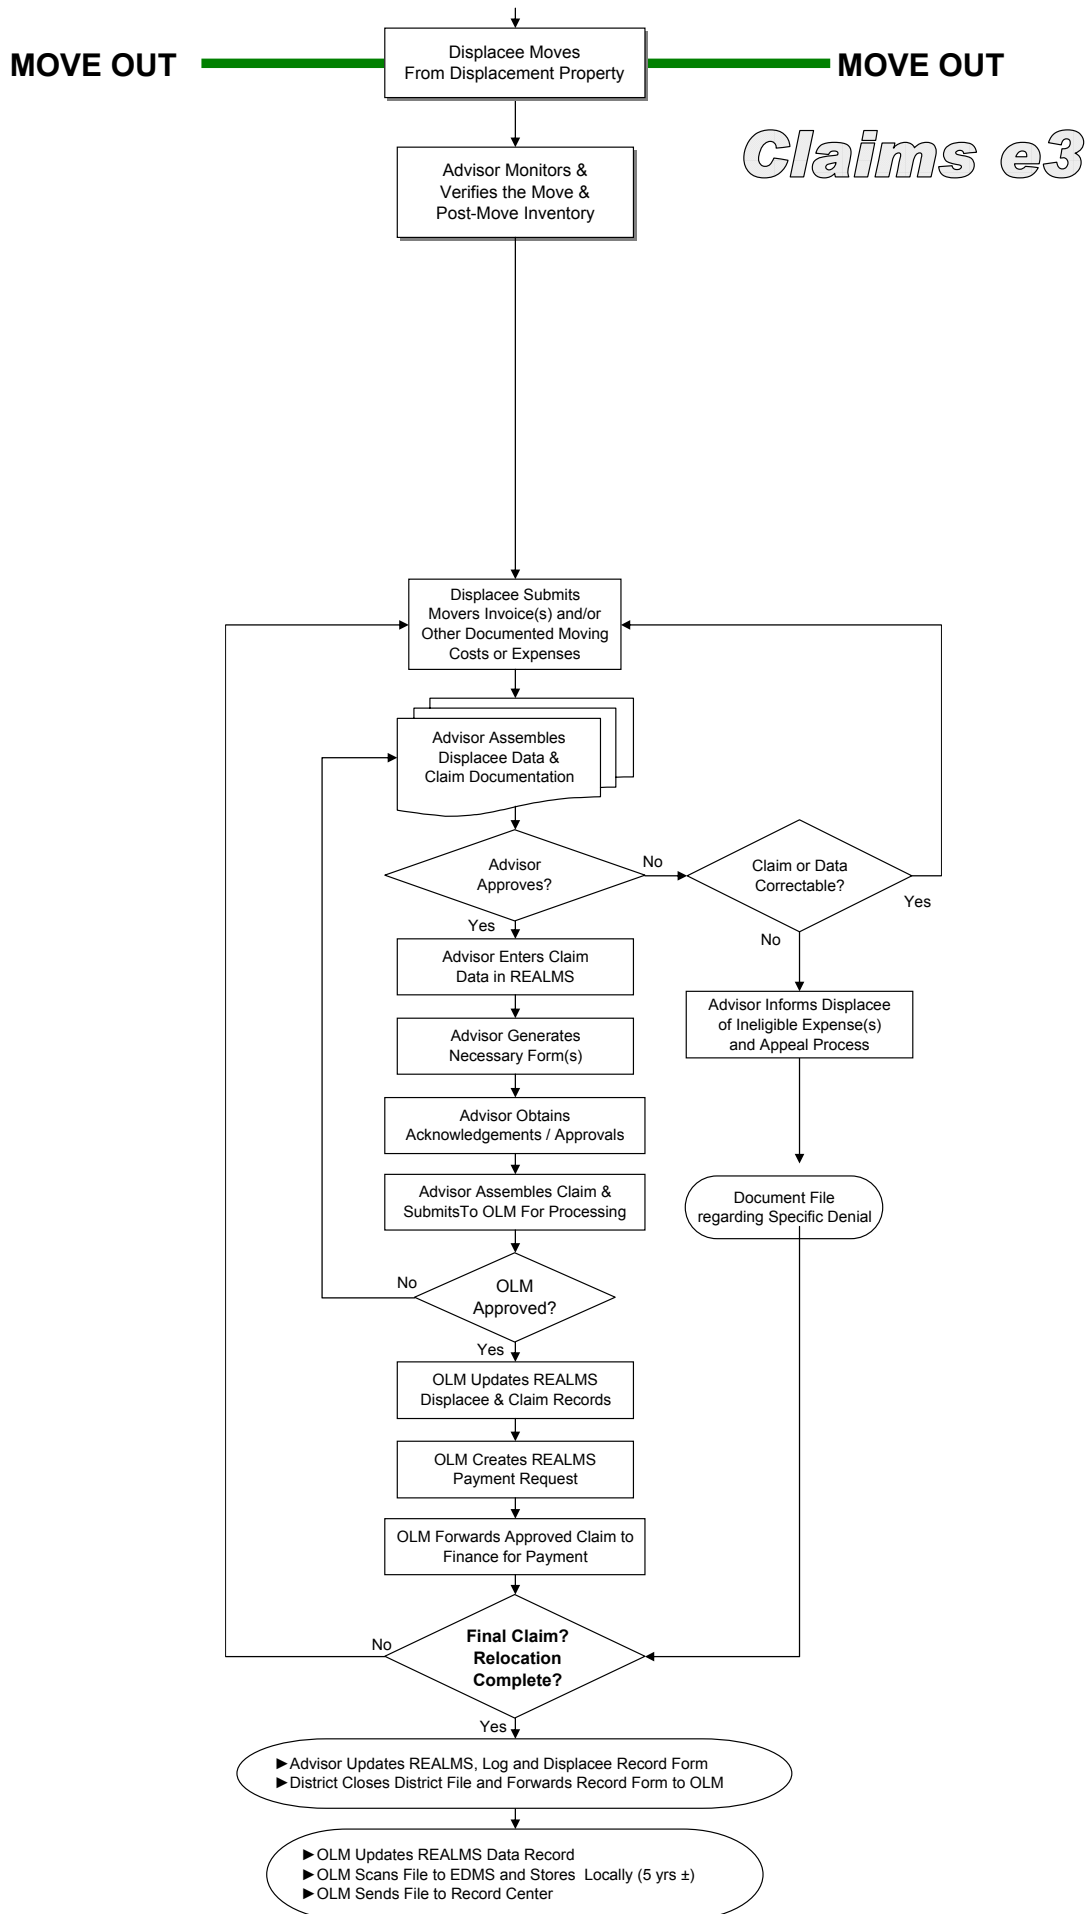 Displacee Moves
From Displacement Property
MOVE OUT
MOVE OUT
Claims e3
Advisor Monitors &
Verifies the Move &
Post-Move Inventory
Displacee Submits
Movers Invoice(s) and/or
Other Documented Moving
Costs or Expenses
Advisor Assembles
Displacee Data &
Claim Documentation
Advisor
Approves?
No
Claim or Data
Correctable?
Yes
Yes
No
Advisor Enters Claim
Data in REALMS
Advisor Informs Displacee
of Ineligible Expense(s)
and Appeal Process
Advisor Generates
Necessary Form(s)
Advisor Obtains
Acknowledgements / Approvals
Advisor Assembles Claim &
SubmitsTo OLM For Processing
Document File
regarding Specific Denial
No
OLM
Approved?
Yes
OLM Updates REALMS
Displacee & Claim Records
OLM Creates REALMS
Payment Request
OLM Forwards Approved Claim to
Finance for Payment
No
Final Claim?
Relocation
Complete?
Yes
►Advisor Updates REALMS, Log and Displacee Record Form
►District Closes District File and Forwards Record Form to OLM
►OLM Updates REALMS Data Record
►OLM Scans File to EDMS and Stores Locally (5 yrs ±)
►OLM Sends File to Record Center